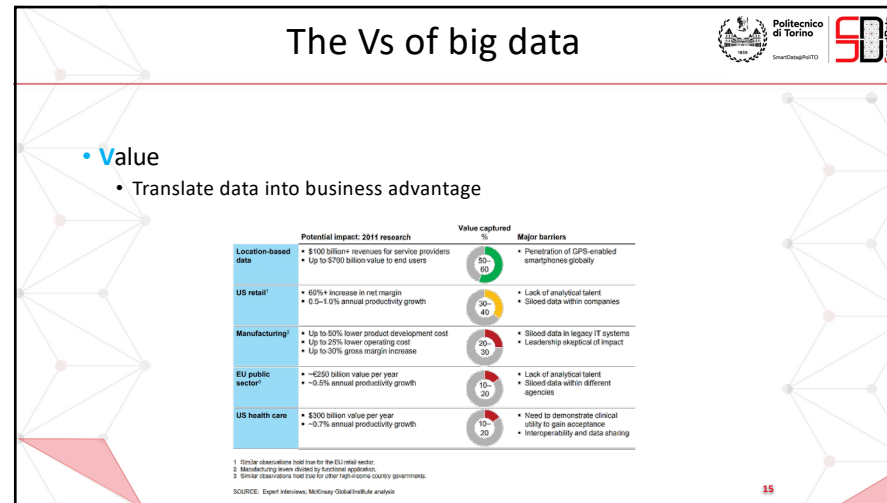 The Vs of big data
Politecnico
di Torino
1859
SmartData@PoliTO
• Value
• Translate data into business advantage
Potential impact: 2011 research
Value captured
%
Major barriers
Location-based
data
▪ $100 billion+ revenues for service providers
▪ Up to $700 billion value to end users
50–
60
▪ Penetration of GPS-enabled
smartphones globally
US retail¹
▪ 60%+ increase in net margin
▪ 0.5–1.0% annual productivity growth
30–
40
▪ Lack of analytical talent
▪ Siloed data within companies
Manufacturing²
▪ Up to 50% lower product development cost
▪ Up to 25% lower operating cost
▪ Up to 30% gross margin increase
20–
30
▪ Siloed data in legacy IT systems
▪ Leadership skeptical of impact
EU public
sector³
▪ ~€250 billion value per year
▪ ~0.5% annual productivity growth
10–
20
▪ Lack of analytical talent
▪ Siloed data within different
agencies
US health care
▪ $300 billion value per year
▪ ~0.7% annual productivity growth
10–
20
▪ Need to demonstrate clinical
utility to gain acceptance
▪ Interoperability and data sharing
1 Similar observations hold true for the EU retail sector.
2 Manufacturing levers divided by functional application.
3 Similar observations hold true for other high-income country governments.
SOURCE: Expert interviews; McKinsey Global Institute analysis
15